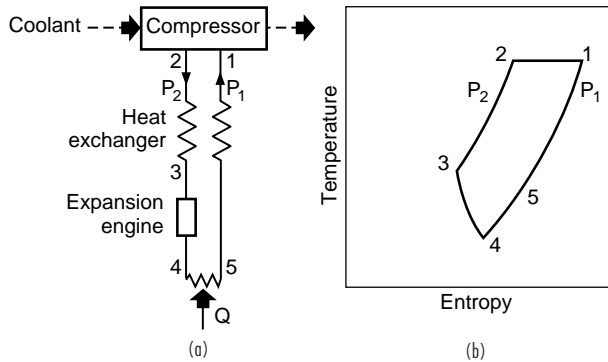 Coolant
Compressor
2
1
P2
P1
Heat
exchanger
3
Expansion
engine
4
5
Q
(a)
Temperature
2
1
P2
P1
3
5
4
Entropy
(b)